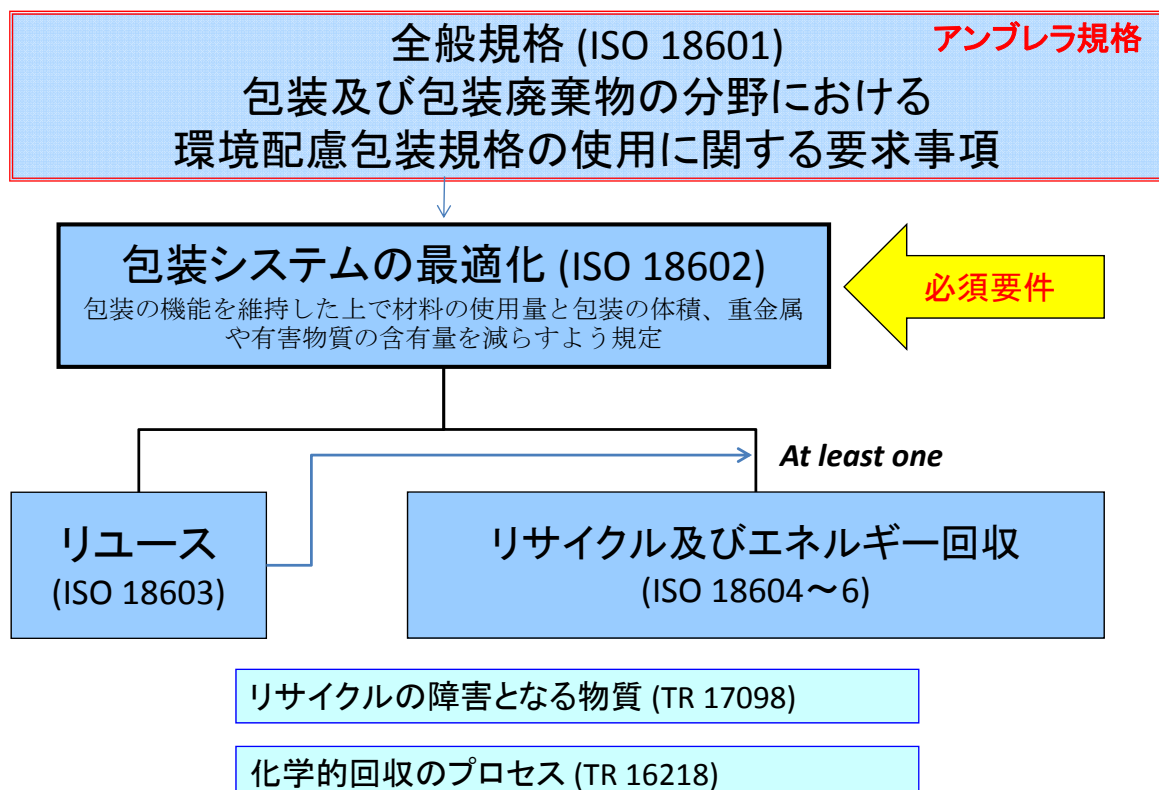 アンブレラ規格
全般規格 (ISO 18601)
包装及び包装廃棄物の分野における
環境配慮包装規格の使用に関する要求事項
包装システムの最適化 (ISO 18602)
包装の機能を維持した上で材料の使用量と包装の体積、重金属
や有害物質の含有量を減らすよう規定
必須要件
At least one
リユース
(ISO 18603)
リサイクル及びエネルギー回収
(ISO 18604～6)
リサイクルの障害となる物質 (TR 17098)
化学的回収のプロセス (TR 16218)